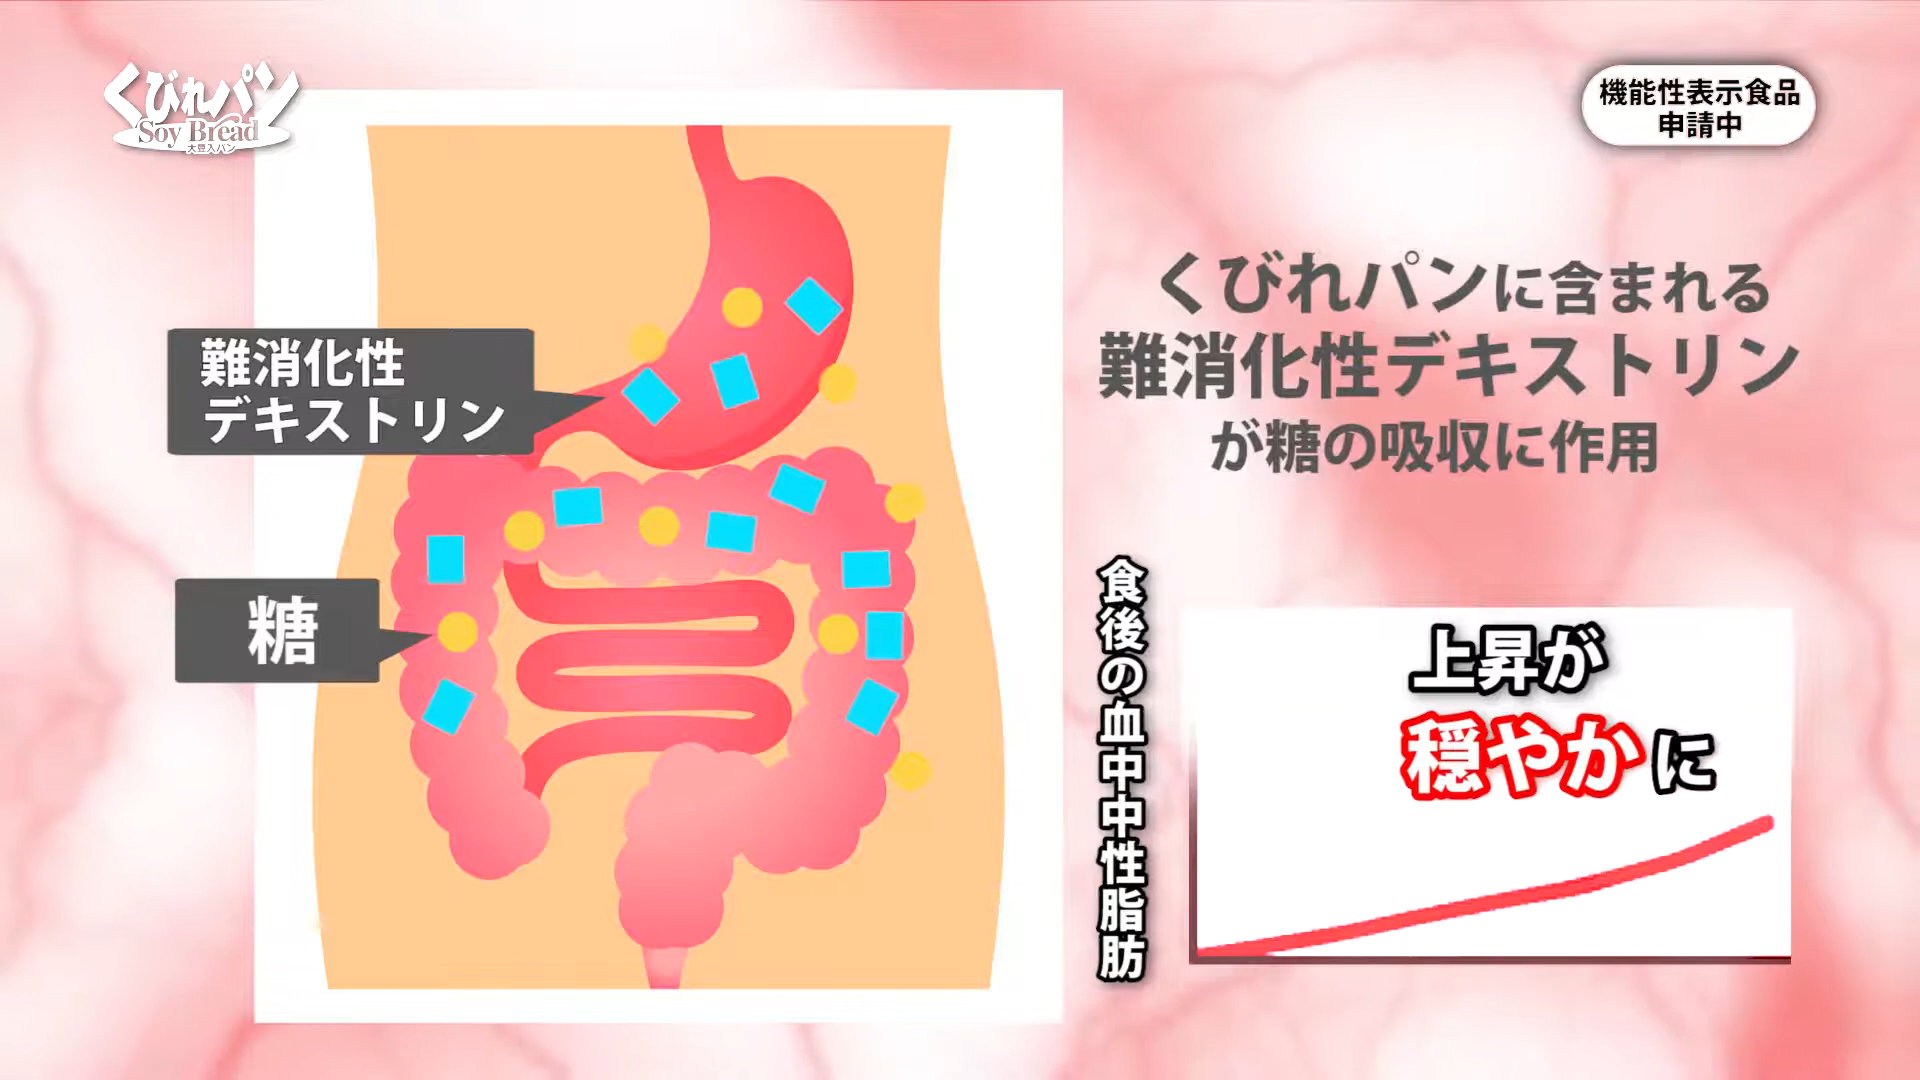 くびれパン
Soy Bread
大豆入パン
機能性表示食品
申請中
くびれパンに含まれる
難消化性デキストリン
が糖の吸収に作用
難消化性
デキストリン
糖
食後の血中中性脂肪
上昇が
穏やかに